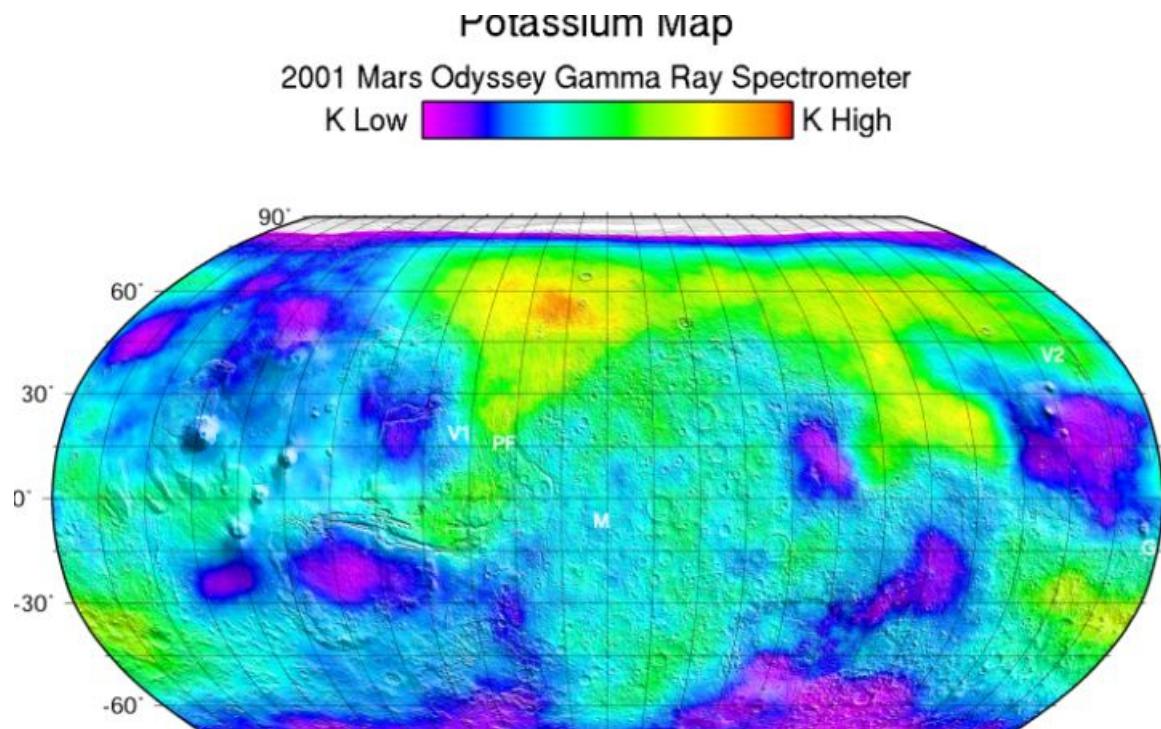 Potassium Map
2001 Mars Odyssey Gamma Ray Spectrometer
K Low K High
90°
60°
V2
30°
V1 PF
0°
M
G
-30°
-60°